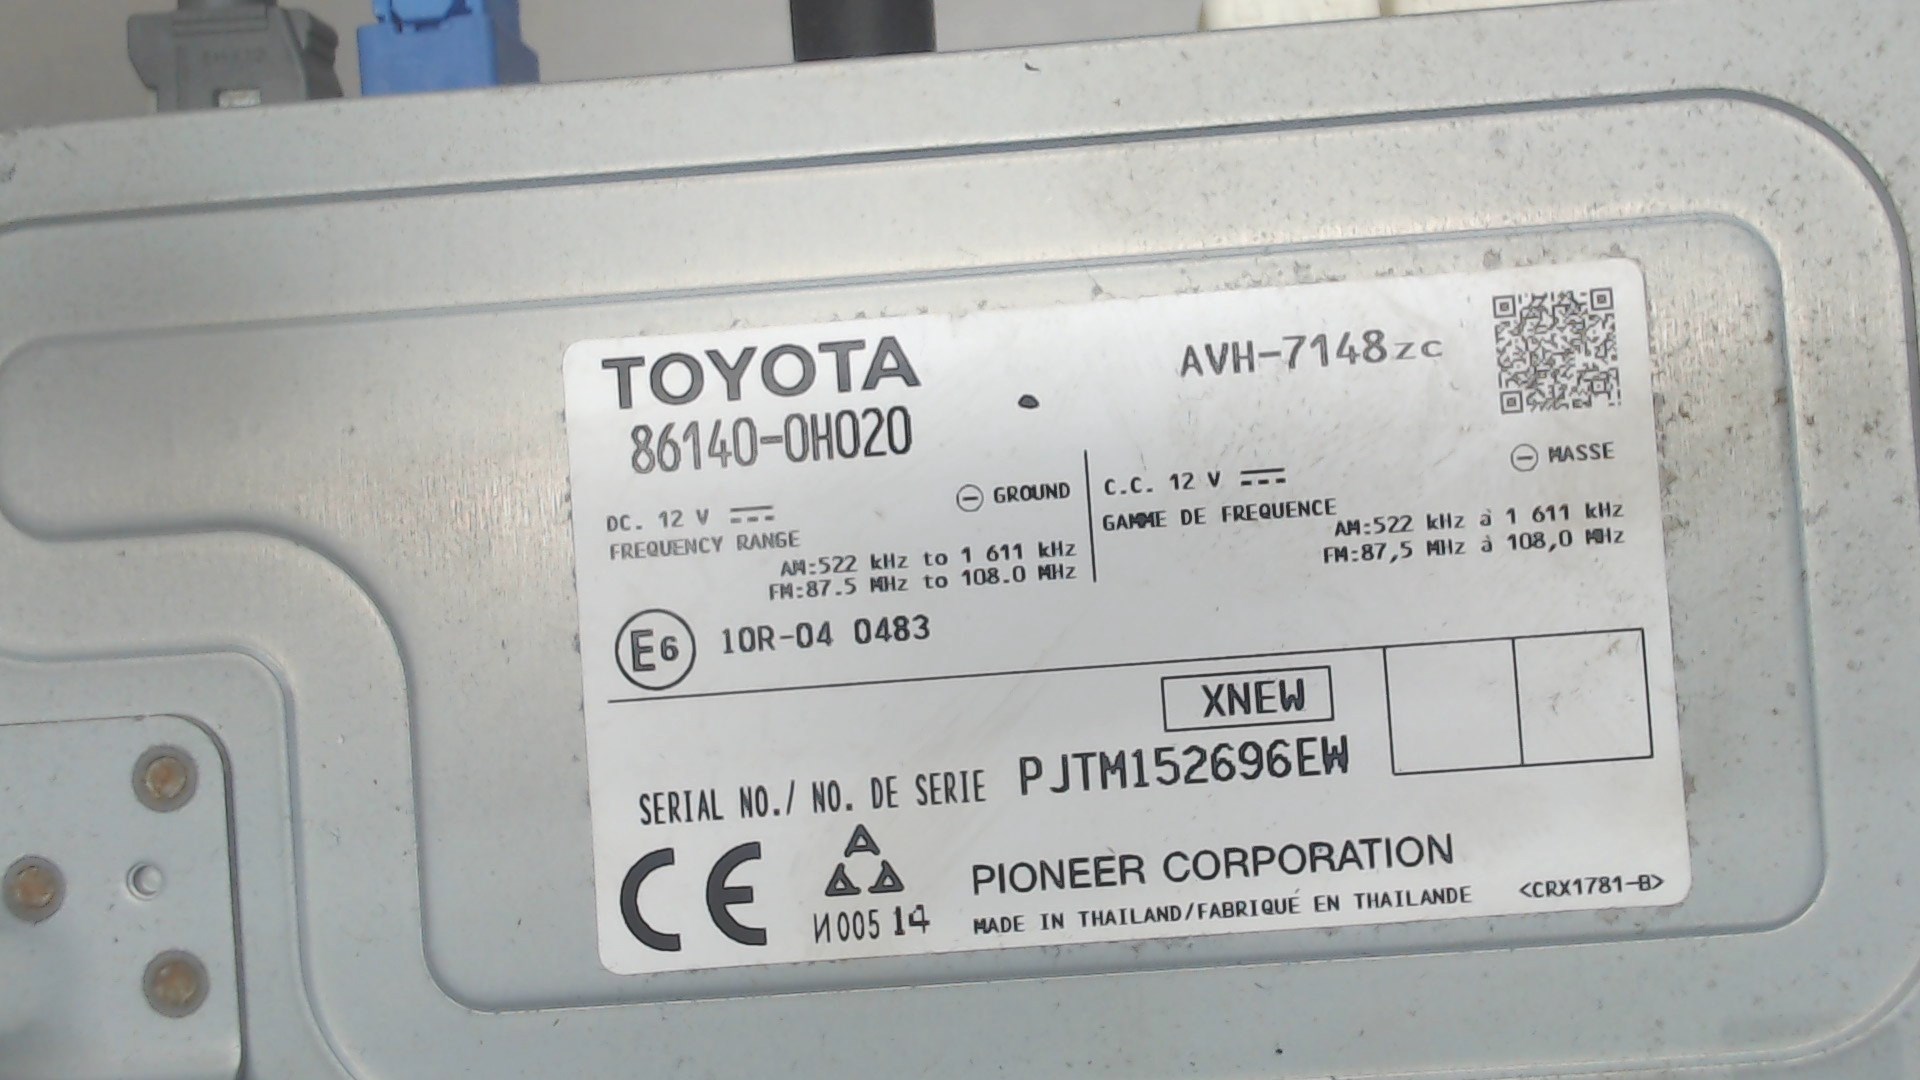 TOYOTA
86140-0H020
AVH-7148ZC
DC. 12 V
GROUND
FREQUENCY RANGE
AM:522 kHz to 1 611 kHz
FM:87.5 MHz to 108.0 MHz
C.C. 12 V
MASSE
GAMME DE FREQUENCE
AM:522 kHz à 1 611 kHz
FM:87,5 MHz à 108,0 MHz
E6 10R-04 0483
XNEW
SERIAL NO./ NO. DE SERIE PJTM152696EW
CE
И005 14
PIONEER CORPORATION
MADE IN THAILAND/FABRIQUÉ EN THAILANDE
<CRX1781-B>